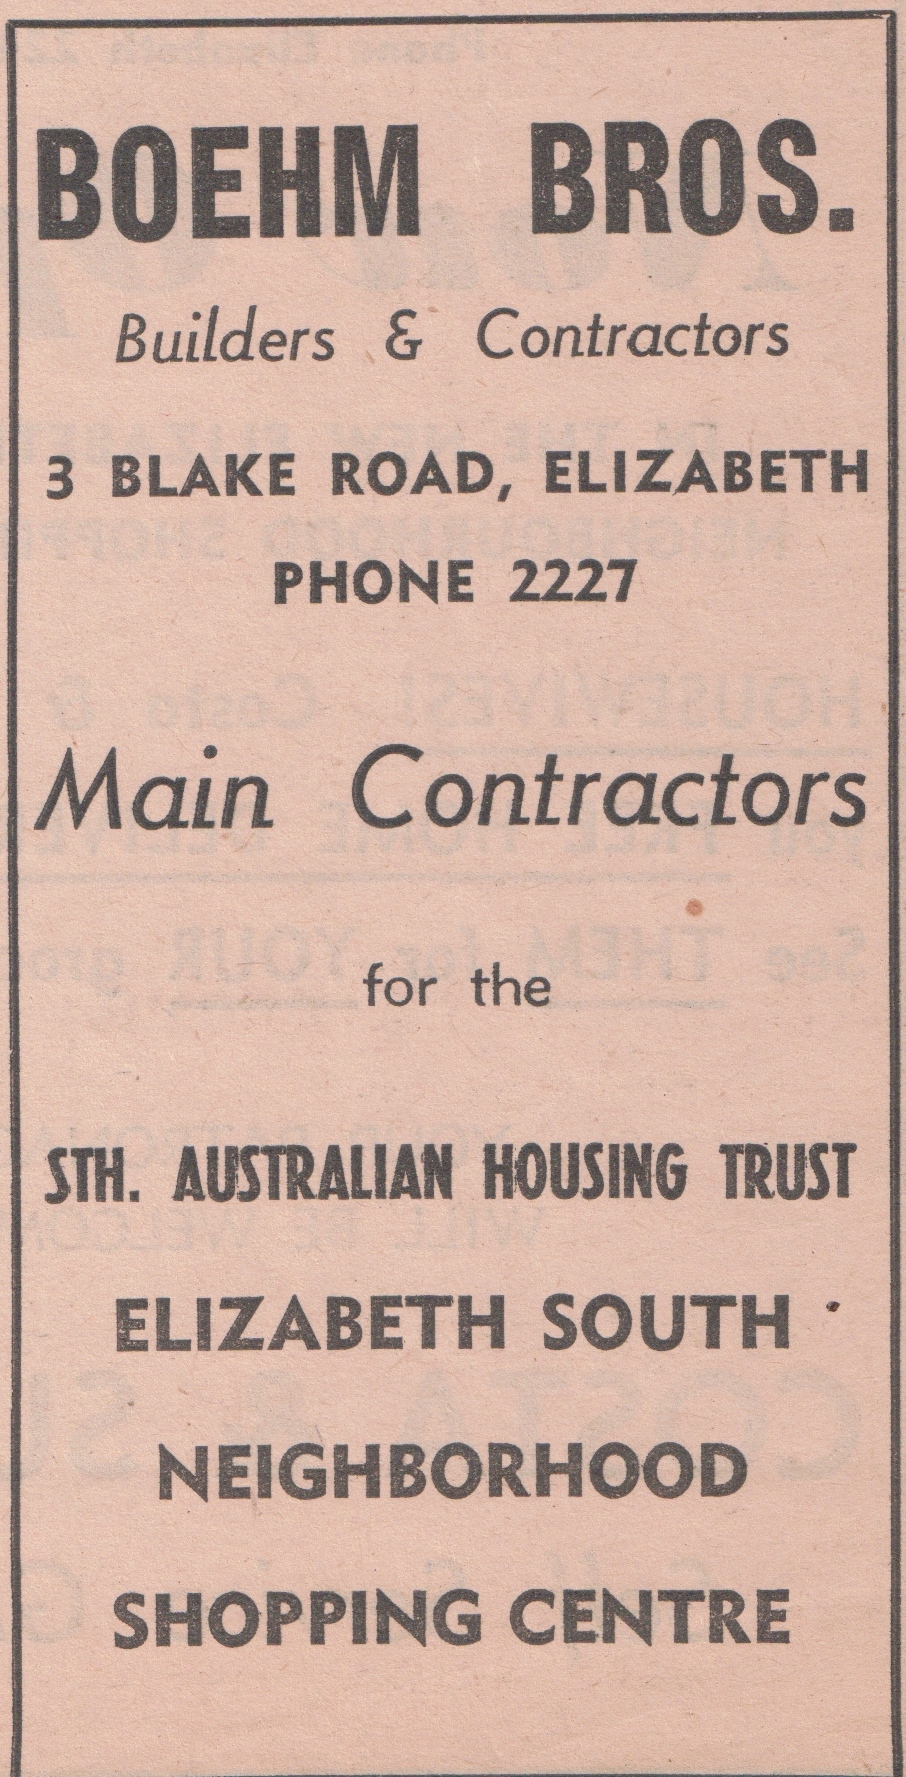 BOEHM BROS.
Builders & Contractors
3 BLAKE ROAD, ELIZABETH
PHONE 2227
Main Contractors
for the
STH. AUSTRALIAN HOUSING TRUST
ELIZABETH SOUTH
NEIGHBORHOOD
SHOPPING CENTRE